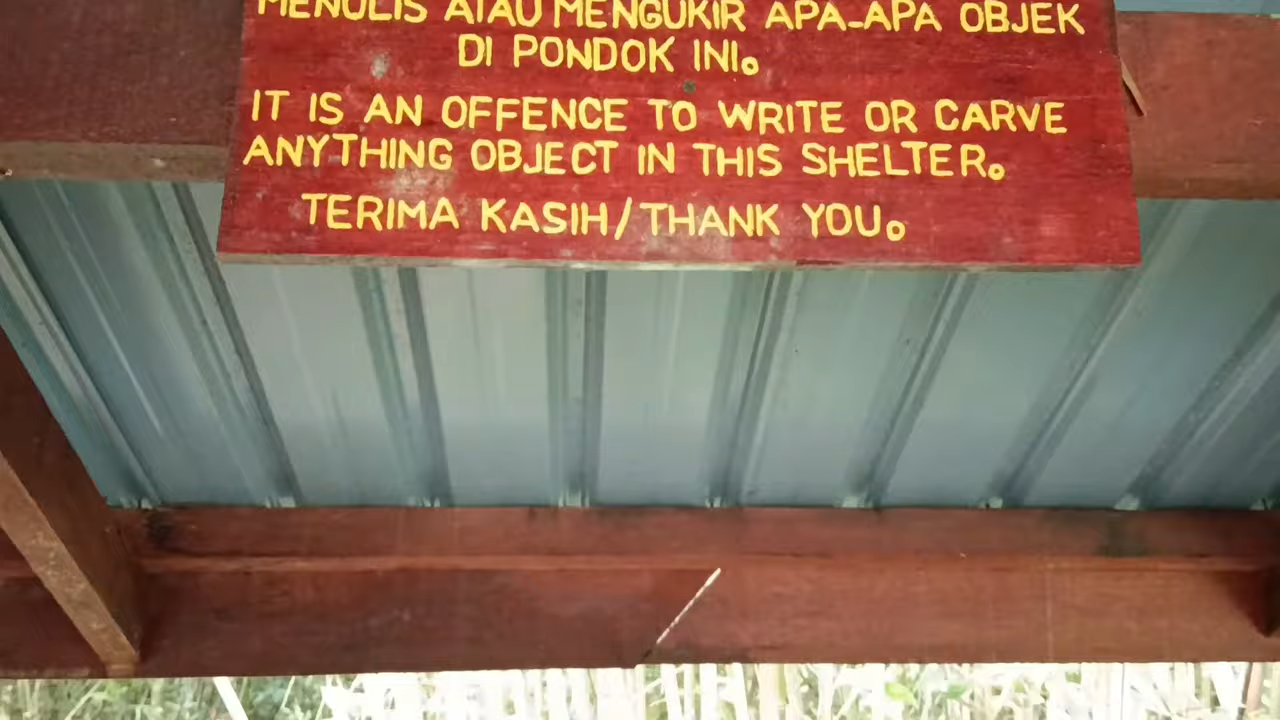 MENULIS ATAU MENGUKIR APA-APA OBJEK
DI PONDOK INI.
IT IS AN OFFENCE TO WRITE OR CARVE
ANYTHING OBJECT IN THIS SHELTER.
TERIMA KASIH/THANK YOU.